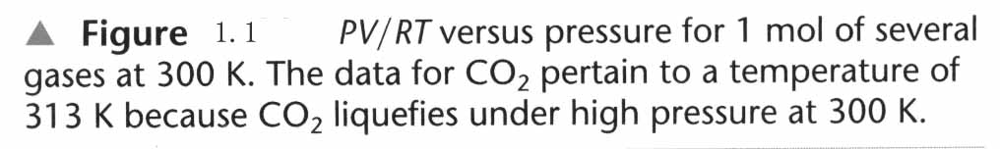 ▲ Figure 1.1 PV/RT versus pressure for 1 mol of several
gases at 300 K. The data for CO₂ pertain to a temperature of
313 K because CO₂ liquefies under high pressure at 300 K.